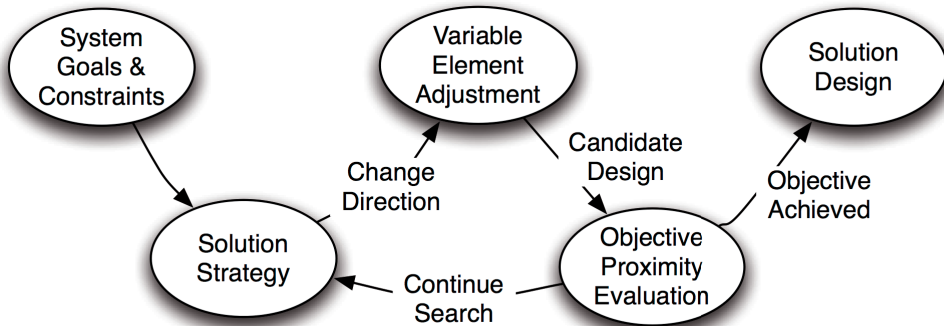 System
Goals &
Constraints
Variable
Element
Adjustment
Solution
Design
Change
Direction
Candidate
Design
Objective
Achieved
Solution
Strategy
Continue
Search
Objective
Proximity
Evaluation